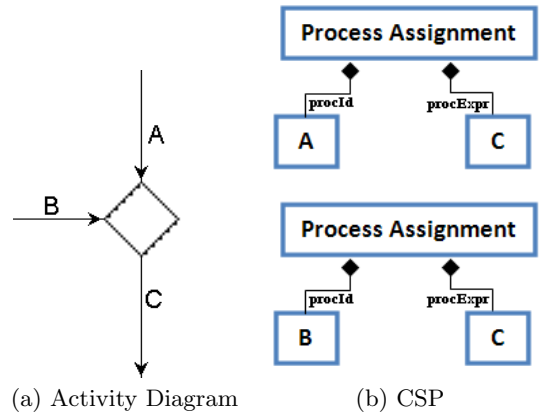 A
B
C
(a) Activity Diagram
Process Assignment
procId
procExpr
A
C
Process Assignment
procId
procExpr
B
C
(b) CSP